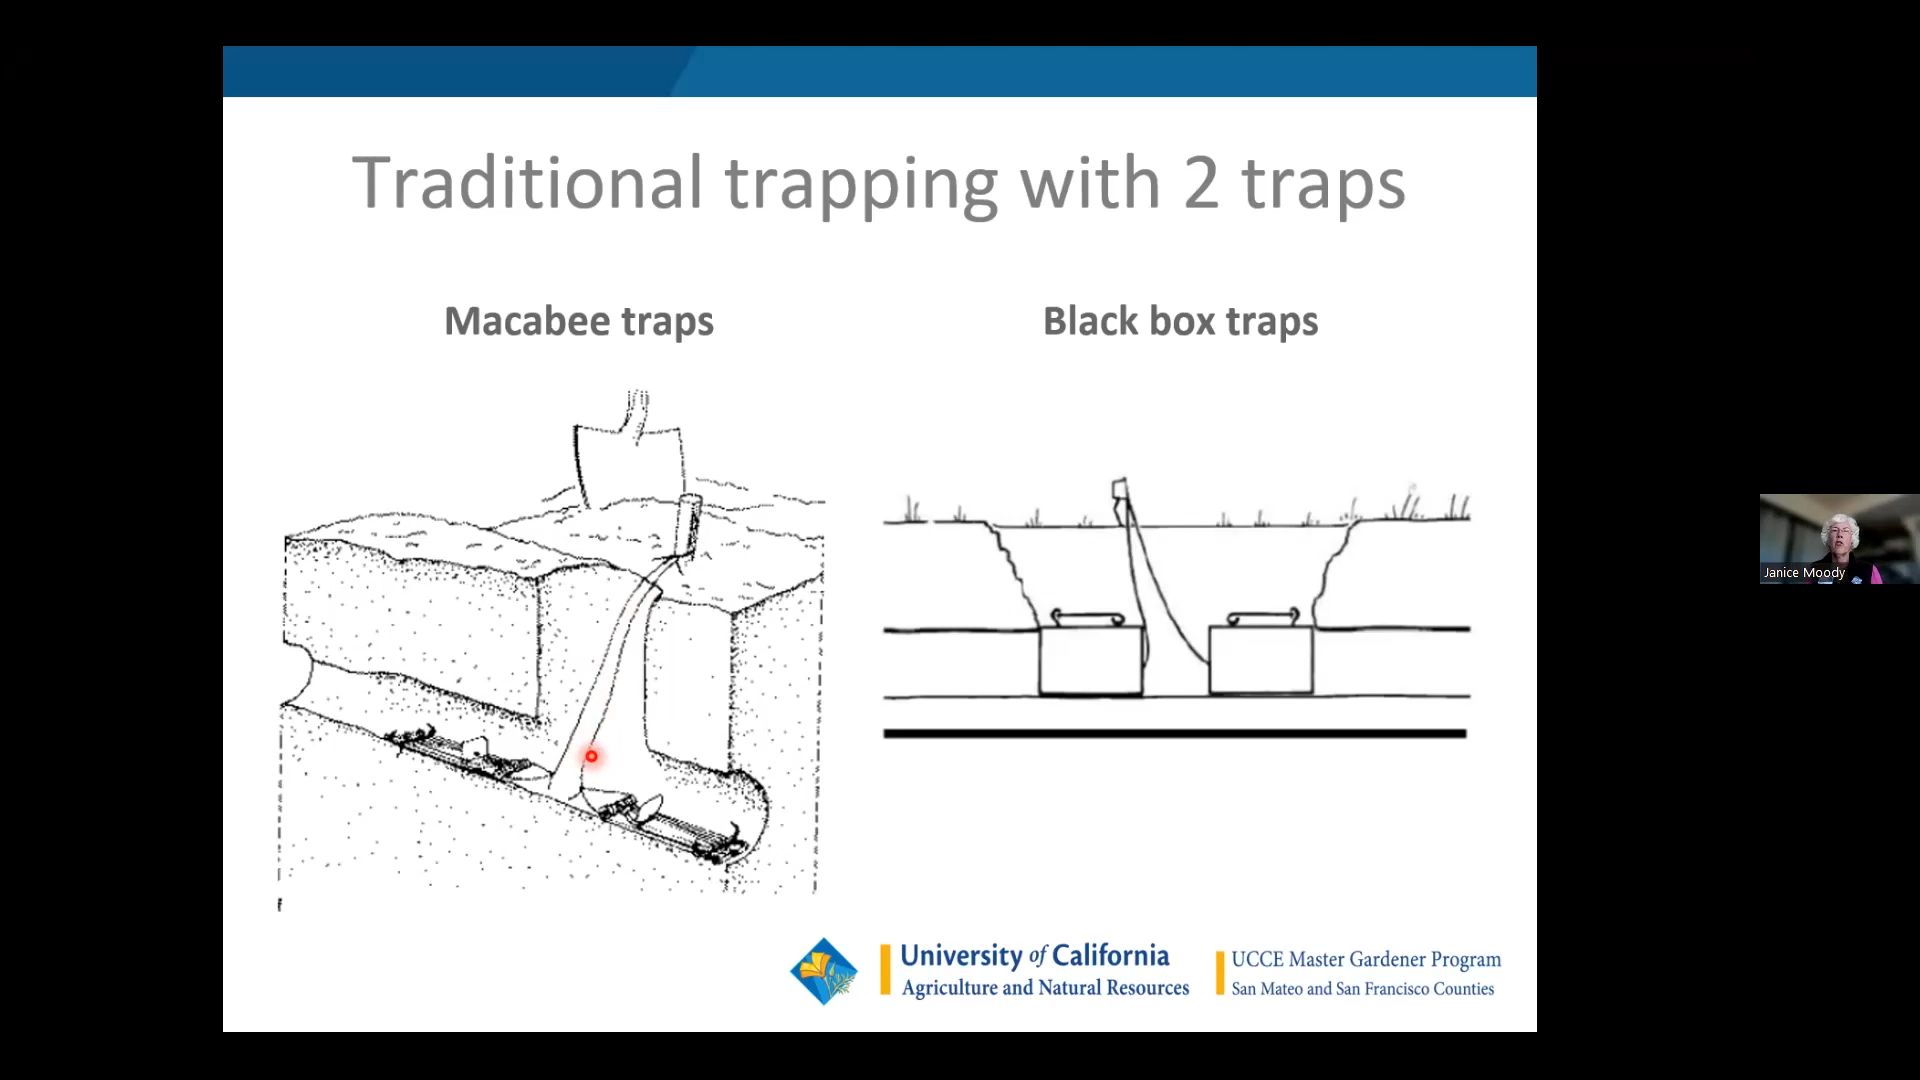 Traditional trapping with 2 traps
Macabee traps
Black box traps
Janice Moody
University of California
Agriculture and Natural Resources
UCCE Master Gardener Program
San Mateo and San Francisco Counties